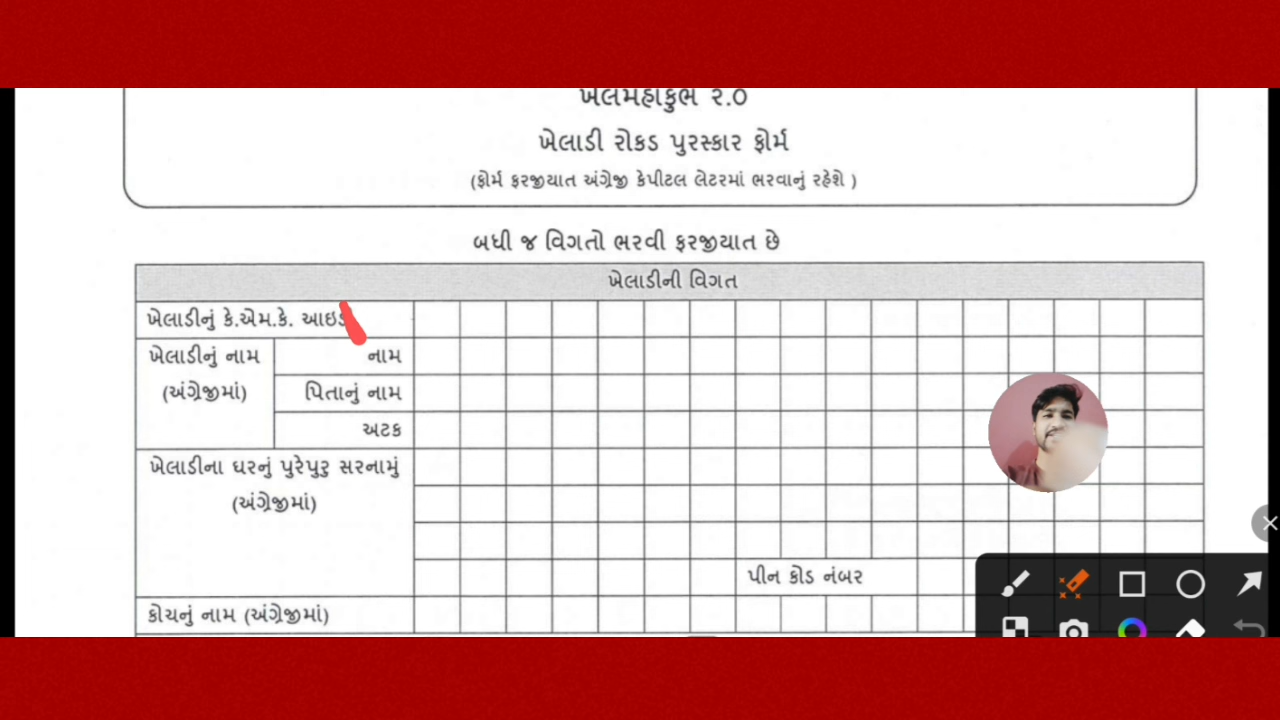 ખેલમહાકુંભ ૨.૦
ખેલાડી રોકડ પુરસ્કાર ફોર્મ
(ફોર્મ ફરજીયાત અંગ્રેજી કેપીટલ લેટરમાં ભરવાનું રહેશે )
બધી જ વિગતો ભરવી ફરજીયાત છે
ખેલાડીની વિગત
ખેલાડીનું કે.એમ.કે.
ખેલાડીનું નામ
(અંગ્રેજીમાં)
નામ
પિતાનું નામ
અટક
ખેલાડીના ઘરનું પુરેપુરુ સરનામું
(અંગ્રેજીમાં)
પીન કોડ નંબર
કોચનું નામ (અંગ્રેજીમાં)